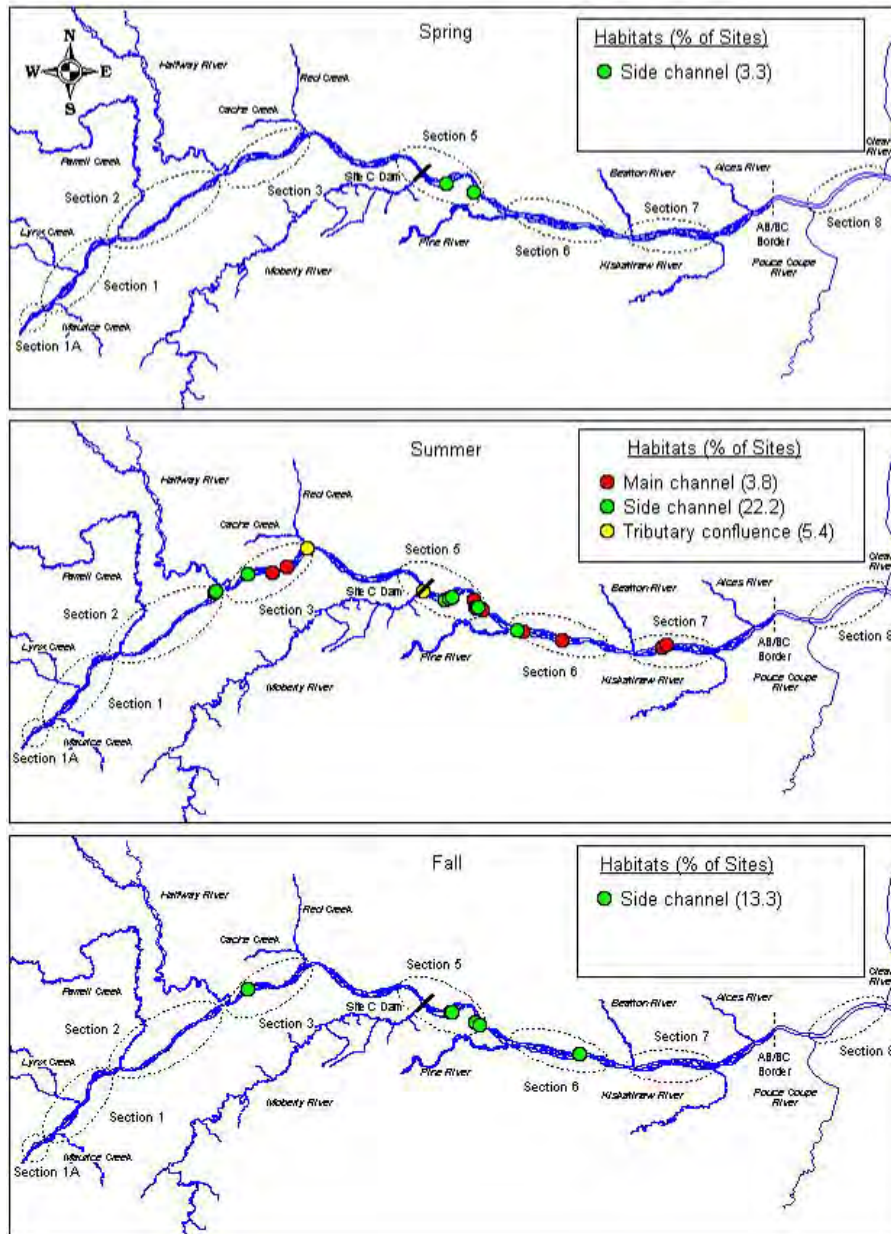 Spring
N
W E
S
Halfway River
Red Creek
Cache Creek
Farrell Creek
Section 5
Section 2
Site C Dam
Section 3
Lynx Creek
Section 1
Maurice Creek
Section 1A
Moberly River
Pine River
Section 6
Beatton River
Alces River
Section 7
Kiskatinaw River
AB/BC
Border
Pouce Coupe
River
Section 8
Clear
River
Habitats (% of Sites)
Side channel (3.3)
Summer
Halfway River
Red Creek
Cache Creek
Farrell Creek
Section 5
Section 2
Site C Dam
Section 3
Lynx Creek
Section 1
Maurice Creek
Section 1A
Moberly River
Pine River
Section 6
Beatton River
Alces River
Section 7
Kiskatinaw River
AB/BC
Border
Pouce Coupe
River
Section 8
Clear
River
Habitats (% of Sites)
Main channel (3.8)
Side channel (22.2)
Tributary confluence (5.4)
Fall
Halfway River
Red Creek
Cache Creek
Farrell Creek
Section 5
Section 2
Site C Dam
Section 3
Lynx Creek
Section 1
Maurice Creek
Section 1A
Moberly River
Pine River
Section 6
Beatton River
Alces River
Section 7
Kiskatinaw River
AB/BC
Border
Pouce Coupe
River
Section 8
Clear
River
Habitats (% of Sites)
Side channel (13.3)